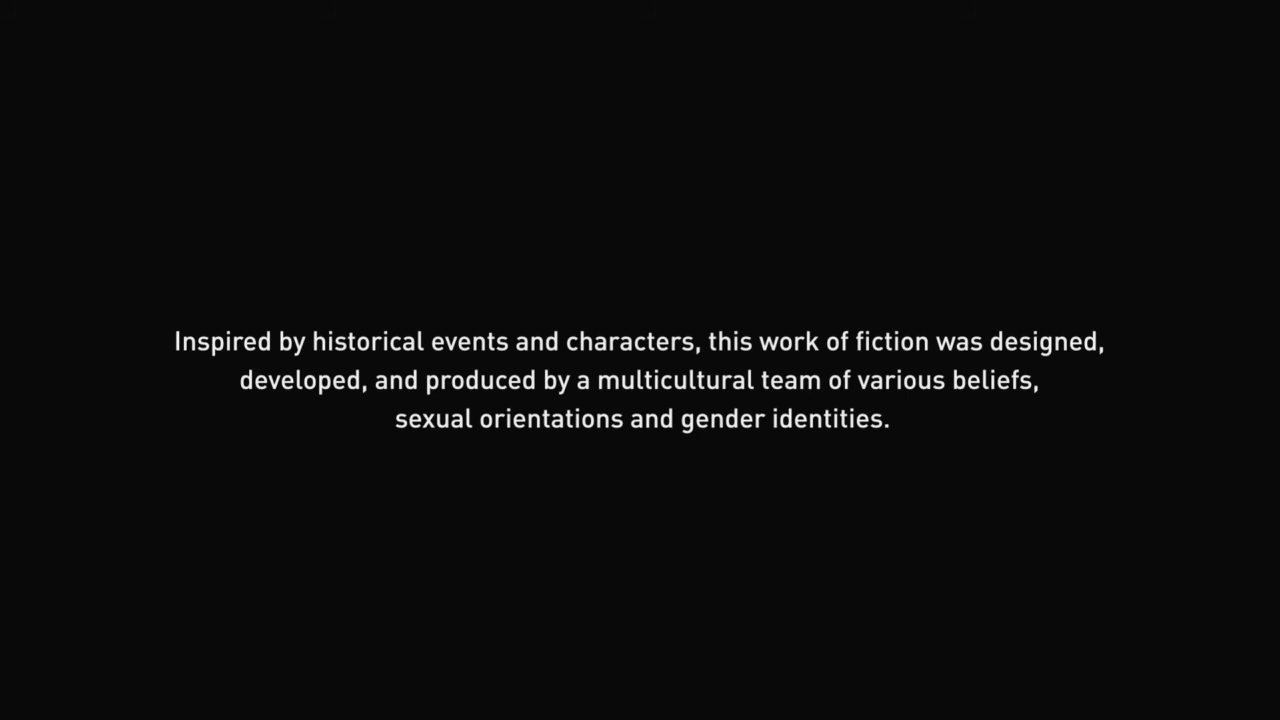 Inspired by historical events and characters, this work of fiction was designed,
developed, and produced by a multicultural team of various beliefs,
sexual orientations and gender identities.